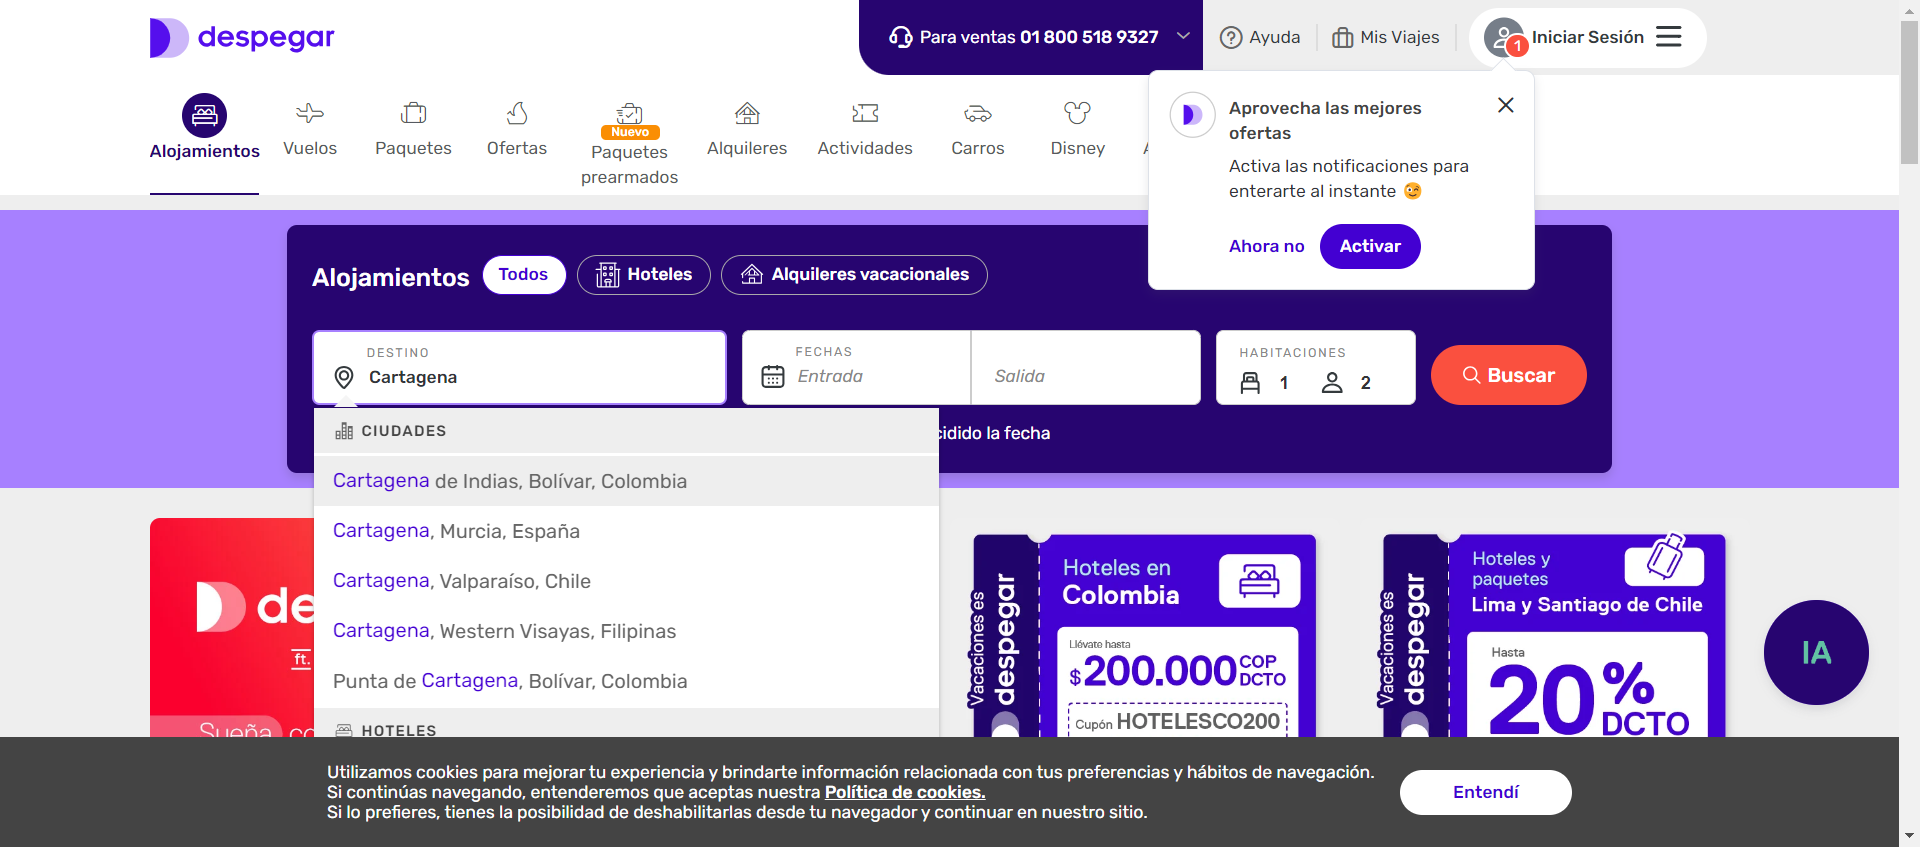 despegar
Para ventas 01 800 518 9327
Ayuda
Mis Viajes
1
Iniciar Sesión
Alojamientos
Vuelos
Paquetes
Ofertas
Nuevo
Paquetes
prearmados
Alquileres
Actividades
Carros
Disney
Aprovecha las mejores
ofertas
Activa las notificaciones para
enterarte al instante
Ahora no
Activar
Alojamientos
Todos
Hoteles
Alquileres vacacionales
DESTINO
Cartagena
FECHAS
Entrada
Salida
HABITACIONES
1
2
Buscar
cidido la fecha
CIUDADES
Cartagena de Indias, Bolívar, Colombia
Cartagena, Murcia, España
Cartagena, Valparaíso, Chile
Cartagena, Western Visayas, Filipinas
Punta de Cartagena, Bolívar, Colombia
HOTELES
de
ft.
Sueña co
Vacaciones es
despegar
Hoteles en
Colombia
Llévate hasta
$200.000 COP
DCTO
Cupón HOTELESCO200
Vacaciones es
despegar
Hoteles y
paquetes
Lima y Santiago de Chile
Hasta
20%
DCTO
IA
Utilizamos cookies para mejorar tu experiencia y brindarte información relacionada con tus preferencias y hábitos de navegación.
Si continúas navegando, entenderemos que aceptas nuestra Política de cookies.
Si lo prefieres, tienes la posibilidad de deshabilitarlas desde tu navegador y continuar en nuestro sitio.
Entendí